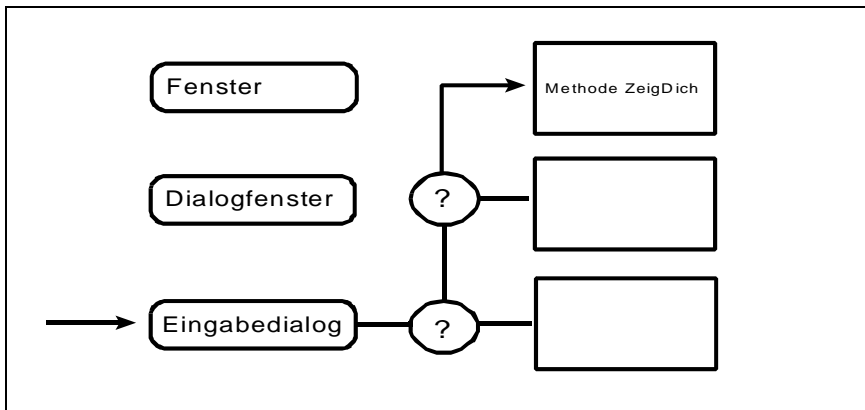 Fenster
Methode ZeigDich
Dialogfenster
?
Eingabedialog
?